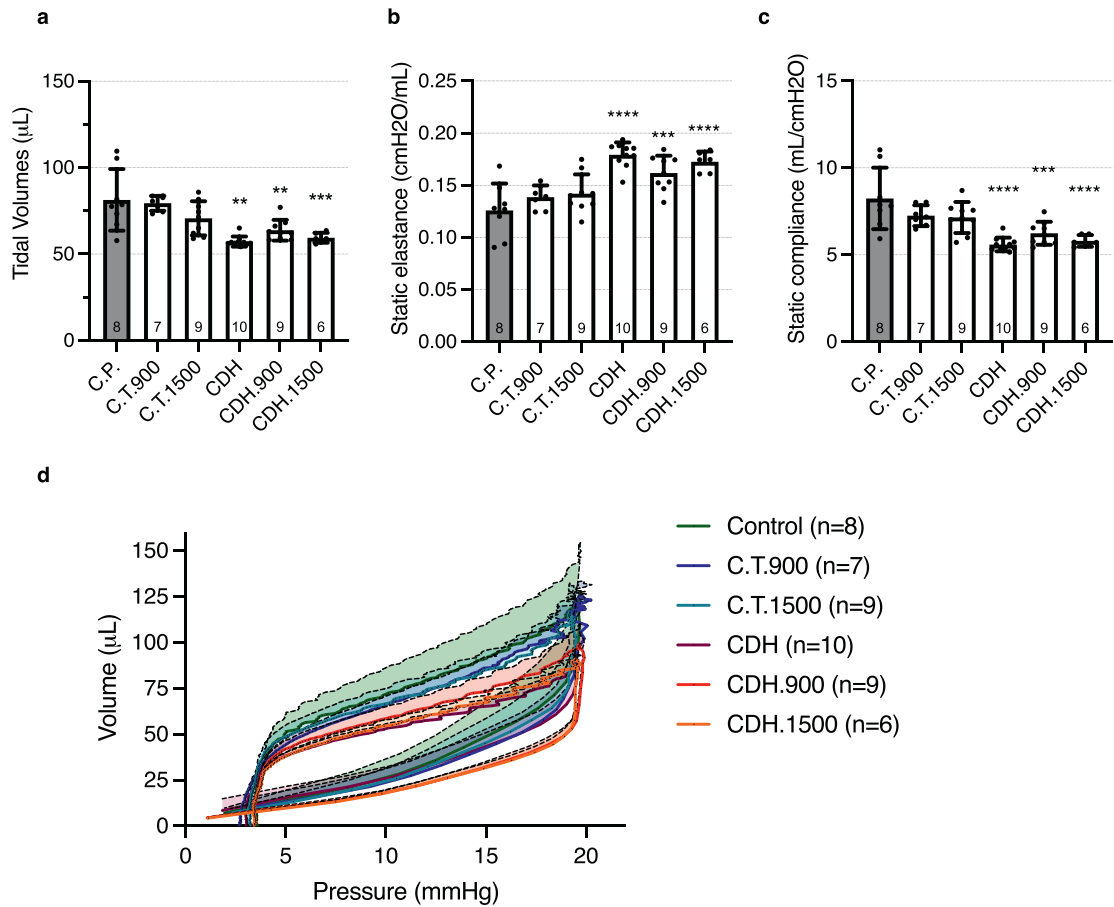 a
150
100
50
0
Tidal Volumes (μL)
**
**
***
8
7
9
10
9
6
C.P.
C.T.900
C.T.1500
CDH
CDH.900
CDH.1500
b
0.25
0.20
0.15
0.10
0.05
0.00
Static elastance (cmH2O/mL)
****
***
****
8
7
9
10
9
6
C.P.
C.T.900
C.T.1500
CDH
CDH.900
CDH.1500
c
15
10
5
0
Static compliance (mL/cmH2O)
****
***
****
8
7
9
10
9
6
C.P.
C.T.900
C.T.1500
CDH
CDH.900
CDH.1500
d
150
125
100
75
50
25
0
Volume (μL)
0
5
10
15
20
Pressure (mmHg)
Control (n=8)
C.T.900 (n=7)
C.T.1500 (n=9)
CDH (n=10)
CDH.900 (n=9)
CDH.1500 (n=6)